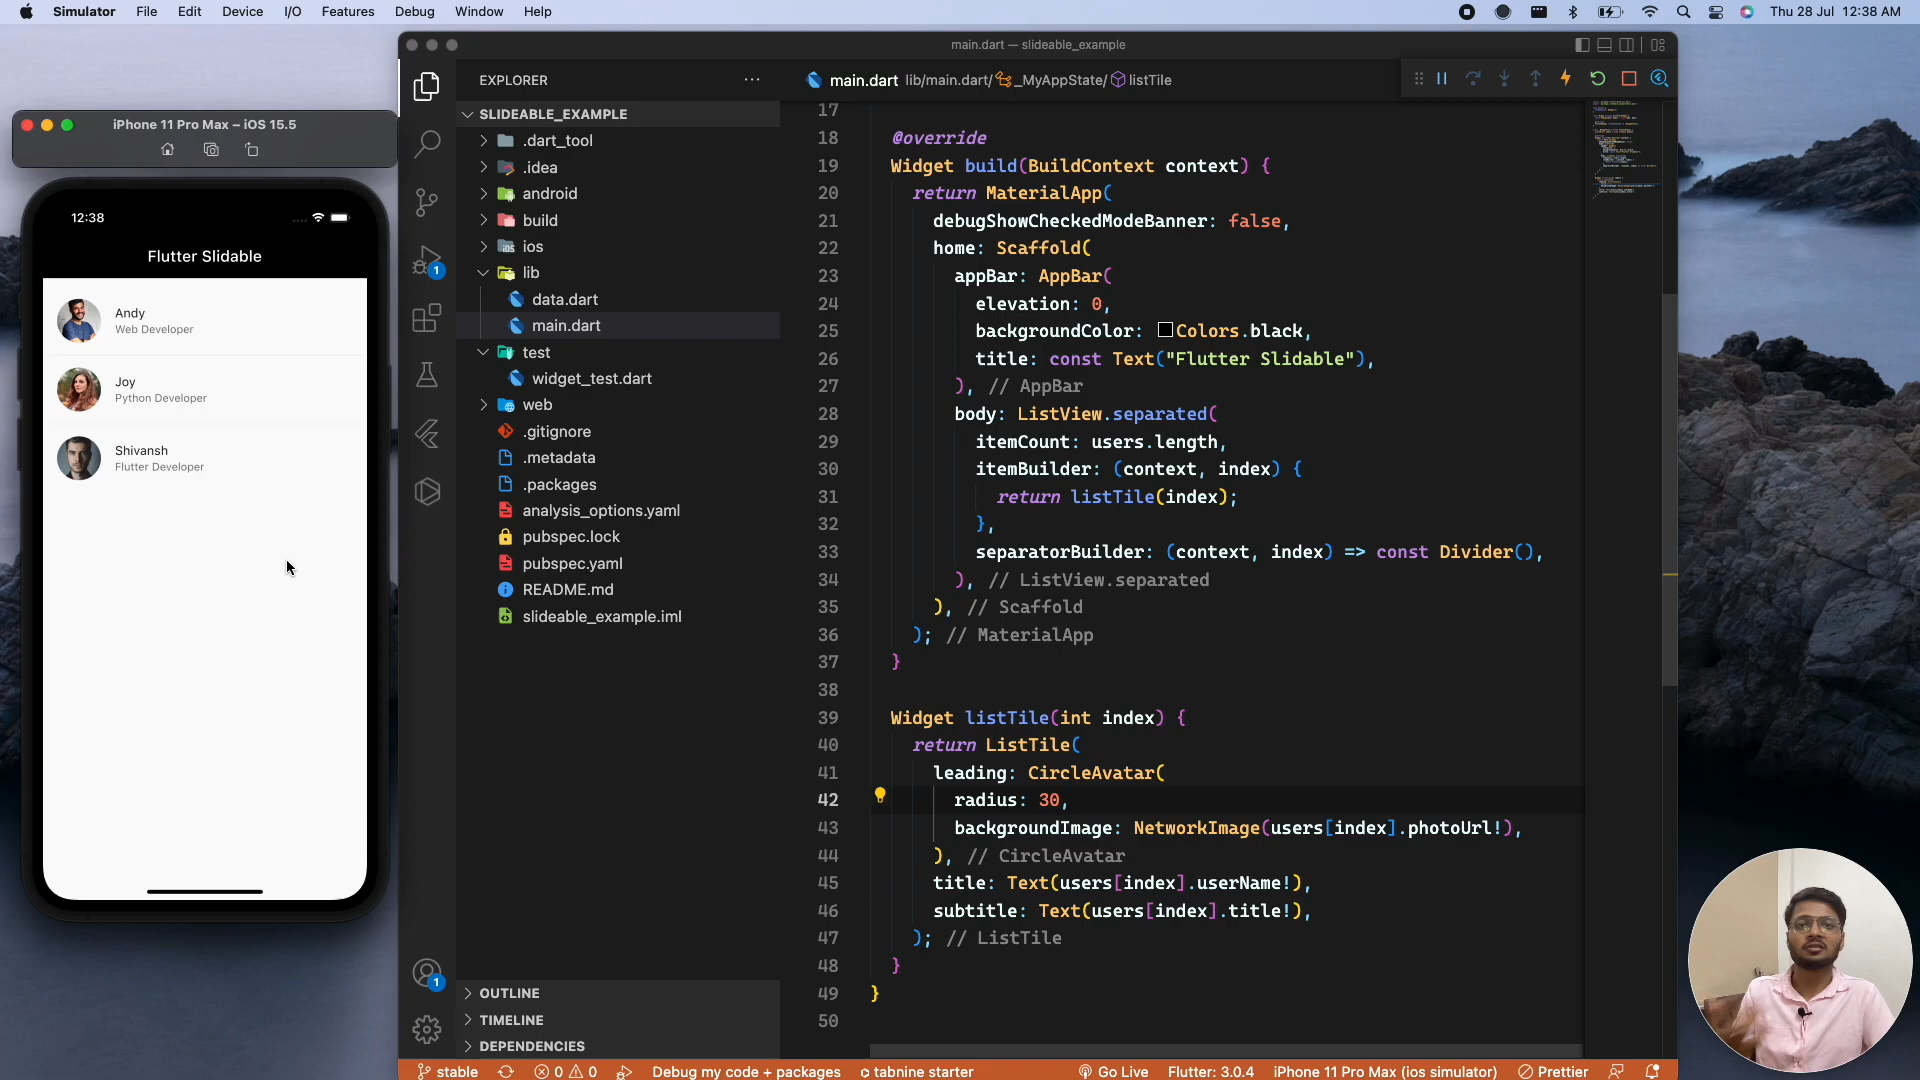 Simulator File Edit Device I/O Features Debug Window Help
Thu 28 Jul 12:38 AM
main.dart — slideable_example
iPhone 11 Pro Max – iOS 15.5
12:38
Flutter Slidable
Andy
Web Developer
Joy
Python Developer
Shivansh
Flutter Developer
EXPLORER
SLIDEABLE_EXAMPLE
.dart_tool
.idea
android
build
ios
lib
data.dart
main.dart
test
widget_test.dart
web
.gitignore
.metadata
.packages
analysis_options.yaml
pubspec.lock
pubspec.yaml
README.md
slideable_example.iml
OUTLINE
TIMELINE
DEPENDENCIES
1
1
main.dart lib/main.dart/ _MyAppState/ listTile
17
18 @override
19 Widget build(BuildContext context) {
20 return MaterialApp(
21 debugShowCheckedModeBanner: false,
22 home: Scaffold(
23 appBar: AppBar(
24 elevation: 0,
25 backgroundColor: Colors.black,
26 title: const Text("Flutter Slidable"),
27 ), // AppBar
28 body: ListView.separated(
29 itemCount: users.length,
30 itemBuilder: (context, index) {
31 return listTile(index);
32 },
33 separatorBuilder: (context, index) => const Divider(),
34 ), // ListView.separated
35 ), // Scaffold
36 ); // MaterialApp
37 }
38
39 Widget listTile(int index) {
40 return ListTile(
41 leading: CircleAvatar(
42 radius: 30,
43 backgroundImage: NetworkImage(users[index].photoUrl!),
44 ), // CircleAvatar
45 title: Text(users[index].userName!),
46 subtitle: Text(users[index].title!),
47 ); // ListTile
48 }
49 }
50
stable 0 0 Debug my code + packages tabnine starter Go Live Flutter: 3.0.4 iPhone 11 Pro Max (ios simulator) Prettier